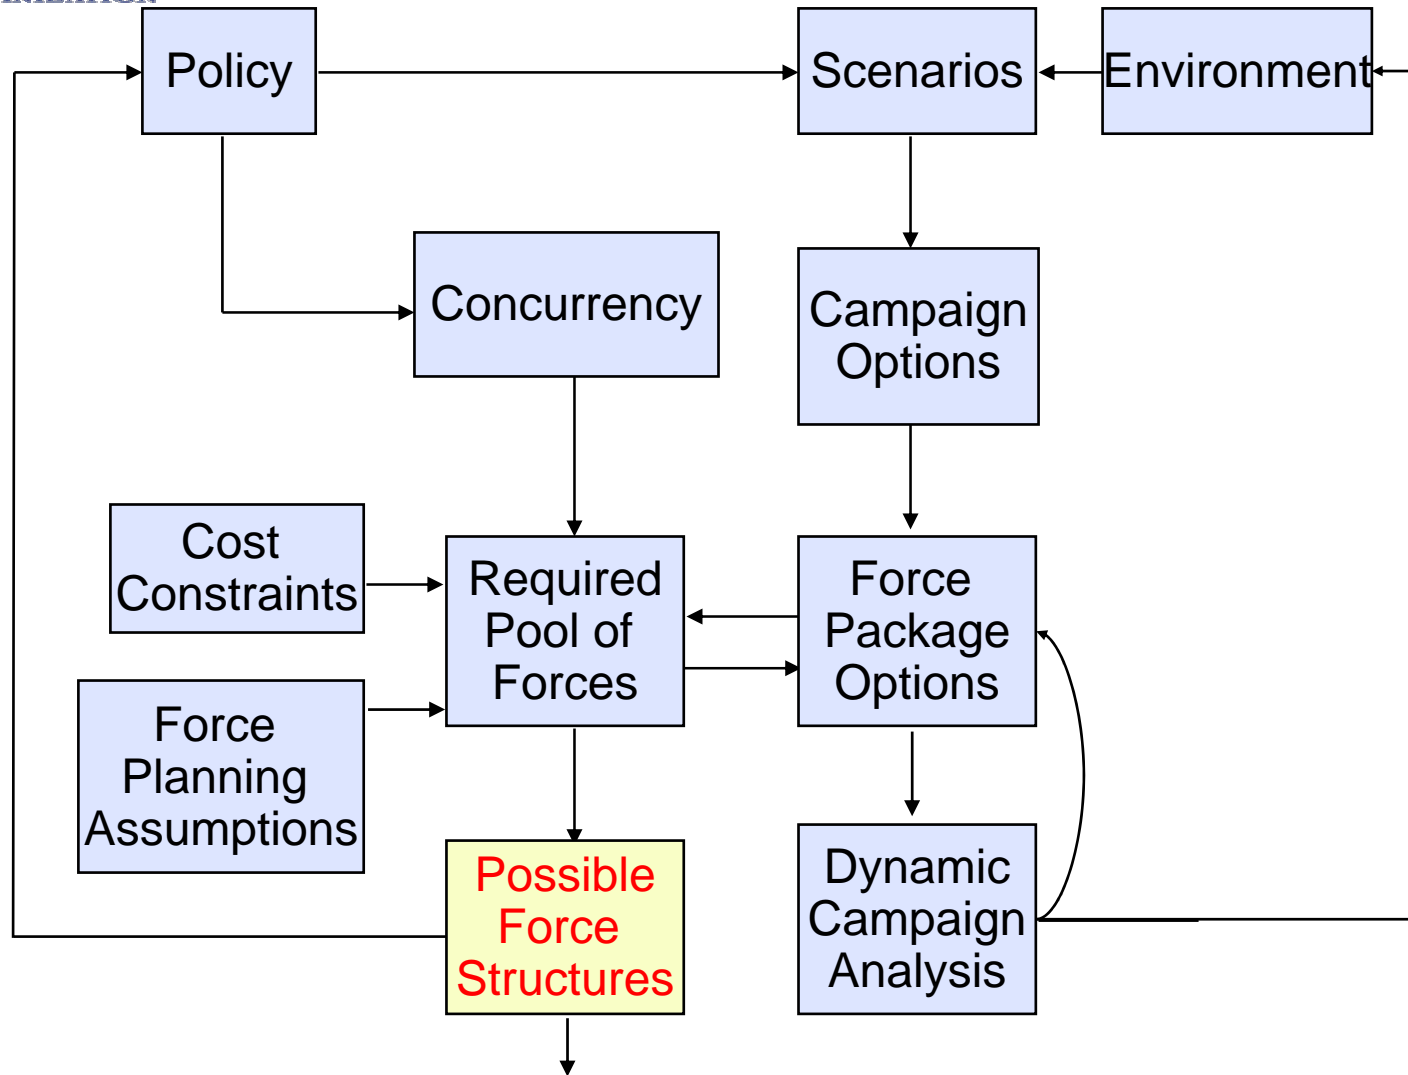 Policy
Scenarios
Environment
Concurrency
Campaign
Options
Cost
Constraints
Required
Pool of
Forces
Force
Package
Options
Force
Planning
Assumptions
Possible
Force
Structures
Dynamic
Campaign
Analysis